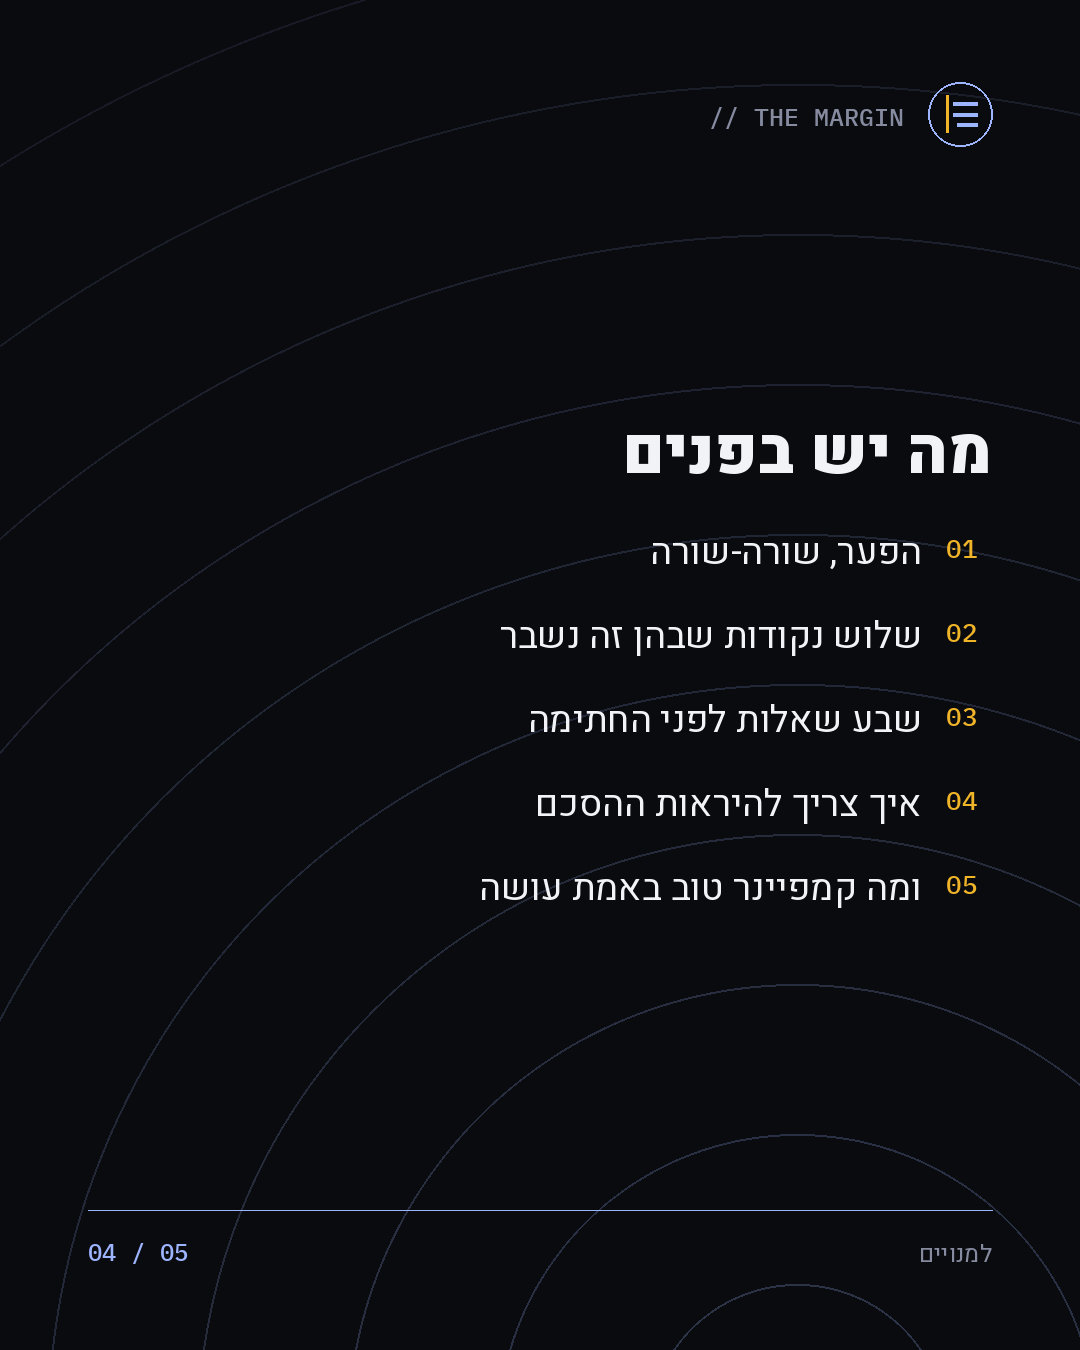 // THE MARGIN
מה יש בפנים
01 הפער, שורה-שורה
02 שלוש נקודות שבהן זה נשבר
03 שבע שאלות לפני החתימה
04 איך צריך להיראות ההסכם
05 ומה קמפיינר טוב באמת עושה
למנויים
04 / 05